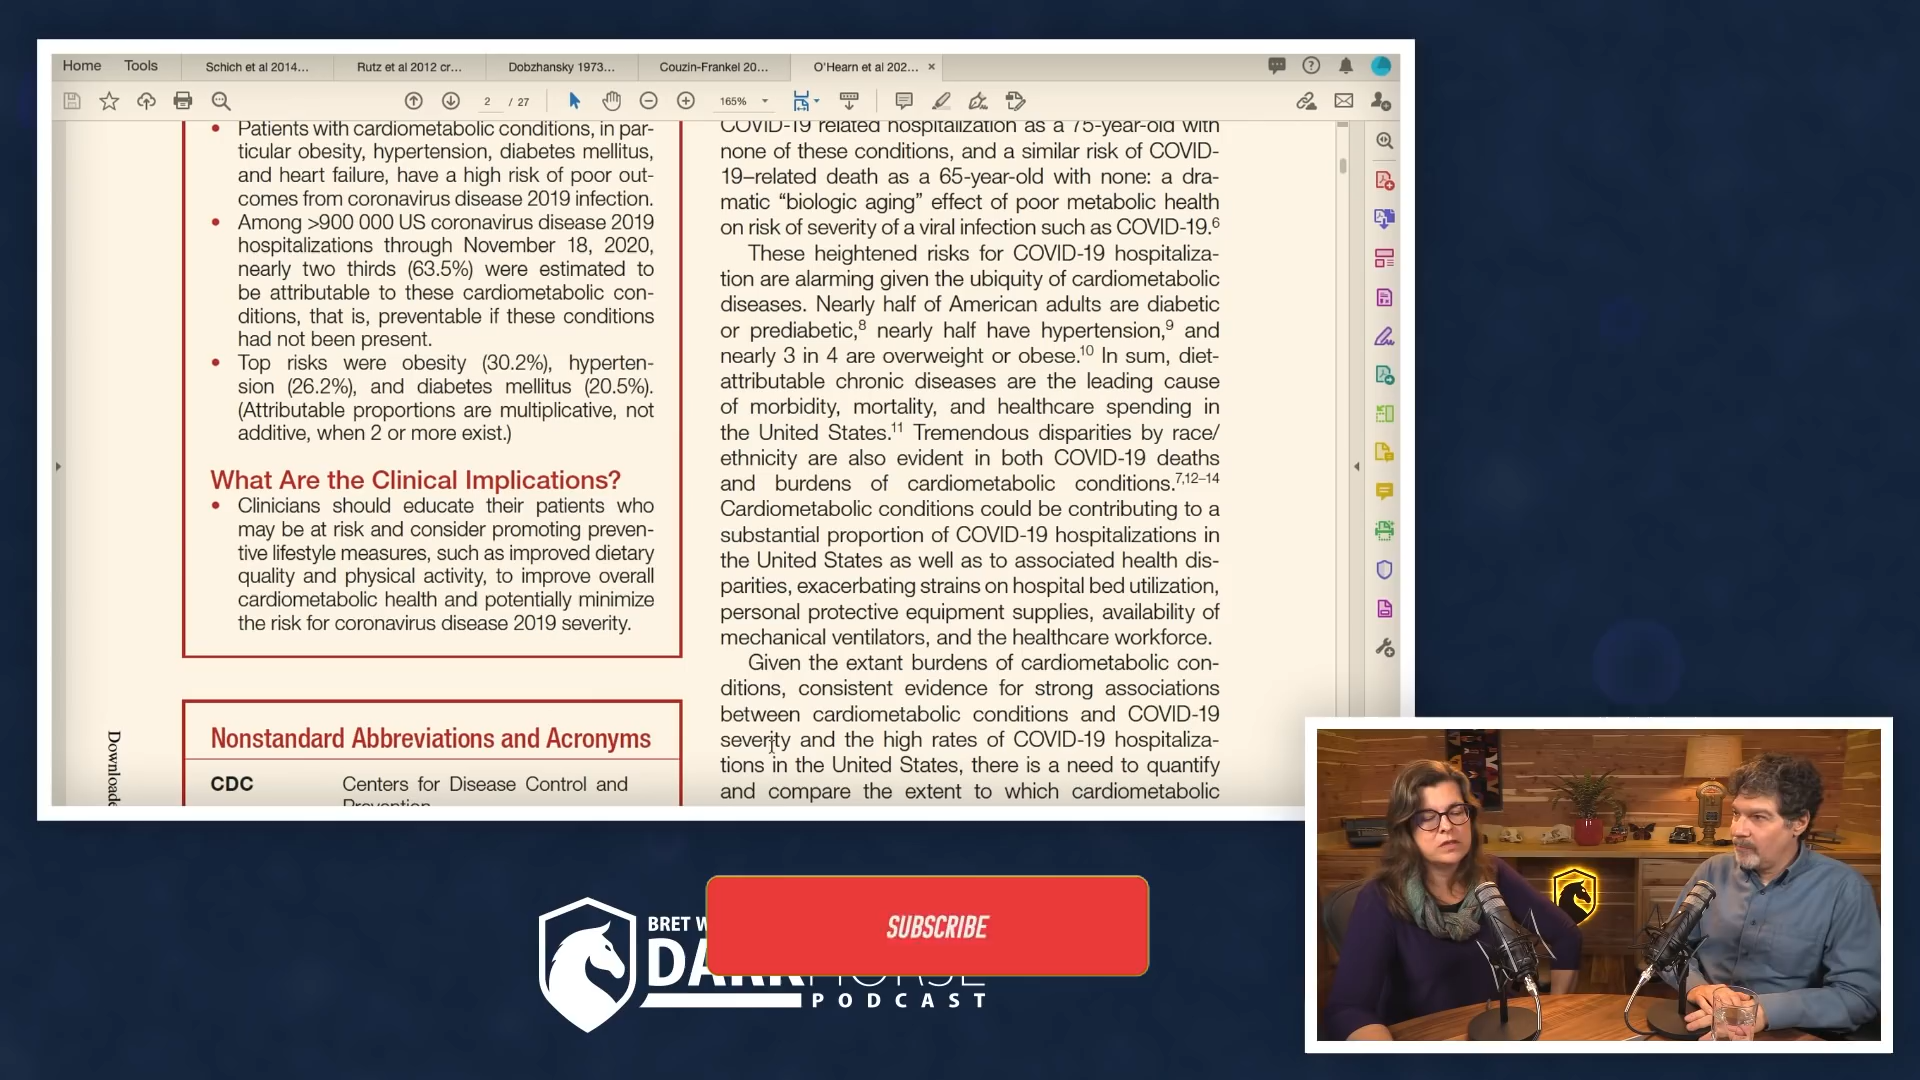 Home Tools Schich et al 2014... Rutz et al 2012 cr... Dobzhansky 1973... Couzin-Frankel 20... O'Hearn et al 202... ×
2 / 27 165%
Patients with cardiometabolic conditions, in par-
ticular obesity, hypertension, diabetes mellitus,
and heart failure, have a high risk of poor out-
comes from coronavirus disease 2019 infection.
Among >900 000 US coronavirus disease 2019
hospitalizations through November 18, 2020,
nearly two thirds (63.5%) were estimated to
be attributable to these cardiometabolic con-
ditions, that is, preventable if these conditions
had not been present.
Top risks were obesity (30.2%), hyperten-
sion (26.2%), and diabetes mellitus (20.5%).
(Attributable proportions are multiplicative, not
additive, when 2 or more exist.)
What Are the Clinical Implications?
Clinicians should educate their patients who
may be at risk and consider promoting preven-
tive lifestyle measures, such as improved dietary
quality and physical activity, to improve overall
cardiometabolic health and potentially minimize
the risk for coronavirus disease 2019 severity.
Nonstandard Abbreviations and Acronyms
CDC Centers for Disease Control and
Prevention
COVID-19 related hospitalization as a 75-year-old with
none of these conditions, and a similar risk of COVID-
19–related death as a 65-year-old with none: a dra-
matic “biologic aging” effect of poor metabolic health
on risk of severity of a viral infection such as COVID-19.6
These heightened risks for COVID-19 hospitaliza-
tion are alarming given the ubiquity of cardiometabolic
diseases. Nearly half of American adults are diabetic
or prediabetic,8 nearly half have hypertension,9 and
nearly 3 in 4 are overweight or obese.10 In sum, diet-
attributable chronic diseases are the leading cause
of morbidity, mortality, and healthcare spending in
the United States.11 Tremendous disparities by race/
ethnicity are also evident in both COVID-19 deaths
and burdens of cardiometabolic conditions.7,12–14
Cardiometabolic conditions could be contributing to a
substantial proportion of COVID-19 hospitalizations in
the United States as well as to associated health dis-
parities, exacerbating strains on hospital bed utilization,
personal protective equipment supplies, availability of
mechanical ventilators, and the healthcare workforce.
Given the extant burdens of cardiometabolic con-
ditions, consistent evidence for strong associations
between cardiometabolic conditions and COVID-19
severity and the high rates of COVID-19 hospitaliza-
tions in the United States, there is a need to quantify
and compare the extent to which cardiometabolic
Downloade
BRET W
DARKHORSE
PODCAST
SUBSCRIBE